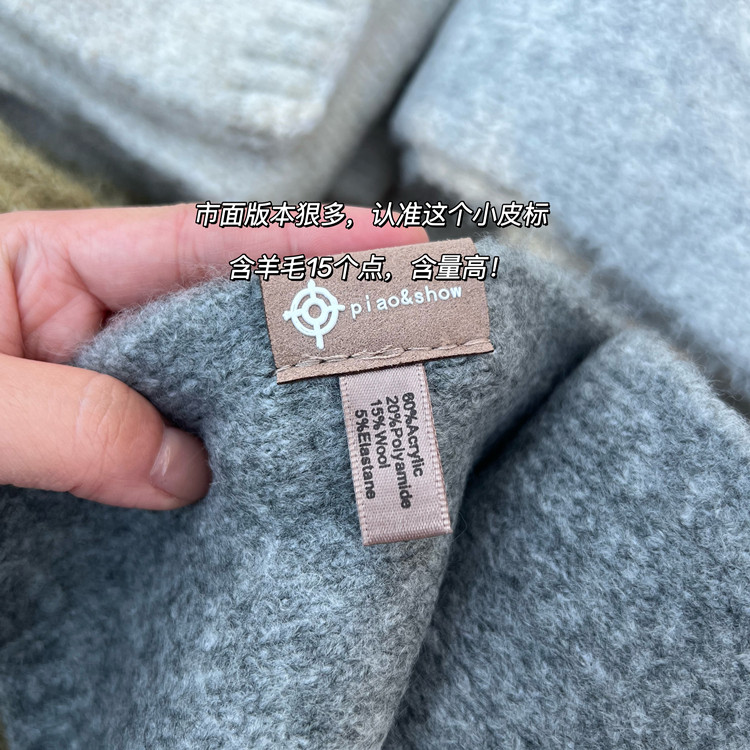 市面版本狠多，认准这个小皮标
含羊毛15个点，含量高！
piao&show
60%Acrylic
20%Polyamide
15%Wool
5%Elastane